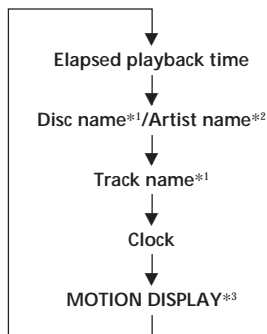 Elapsed playback time
Disc name*1/Artist name*2
Track name*1
Clock
MOTION DISPLAY*3